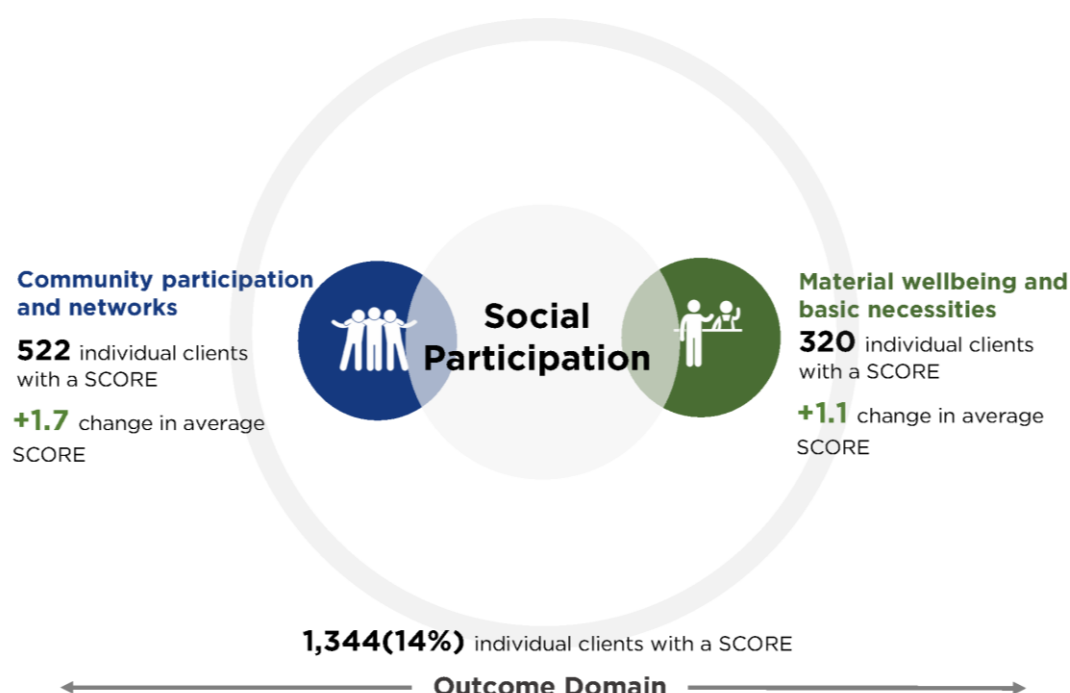 Community participation
and networks
522 individual clients
with a SCORE
+1.7 change in average
SCORE
Social
Participation
Material wellbeing and
basic necessities
320 individual clients
with a SCORE
+1.1 change in average
SCORE
1,344(14%) individual clients with a SCORE
Outcome Domain